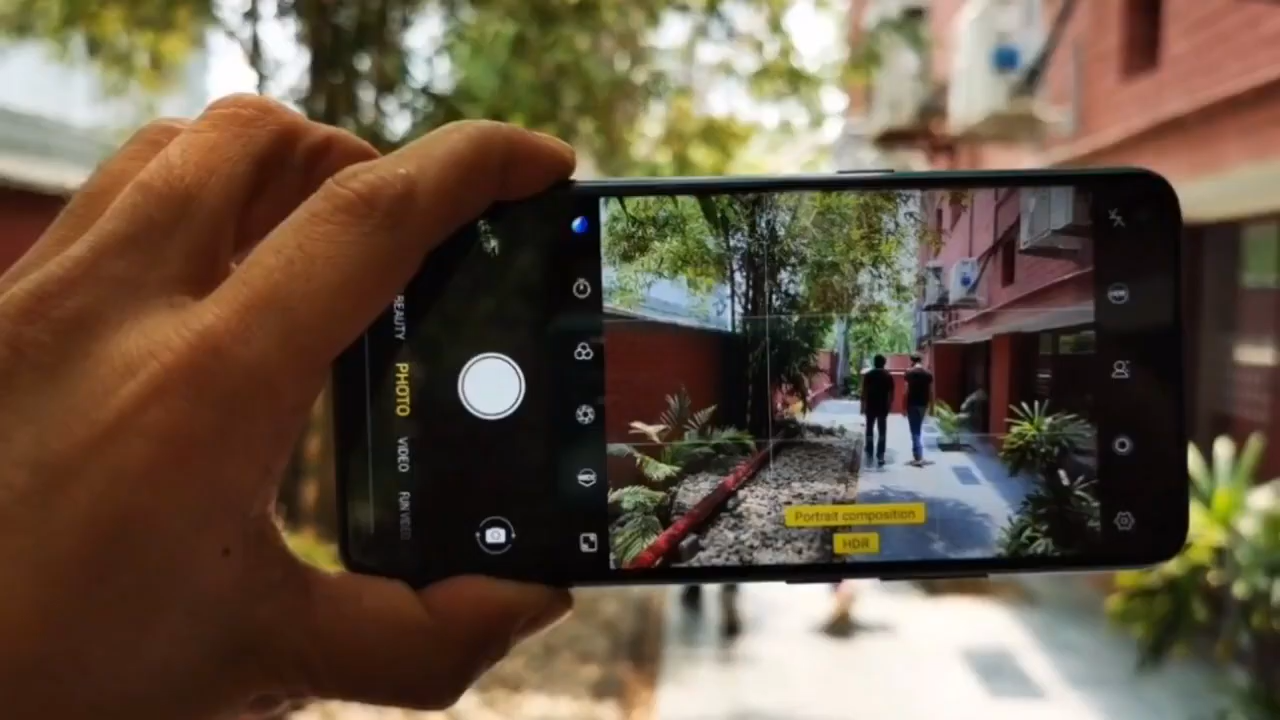 BEAUTY
PHOTO
VIDEO
FUN VIDEO
Portrait composition
HDR